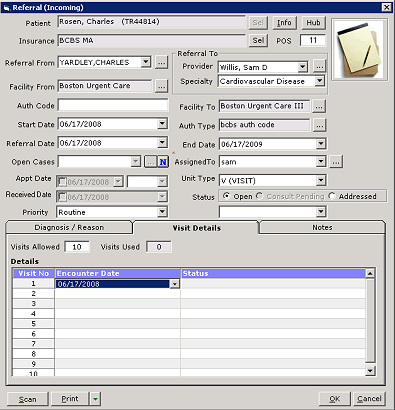 Referral (Incoming)
Patient Rosen, Charles (TR44814) Sel Info Hub
Insurance BCBS MA Sel POS 11
Referral From YARDLEY,CHARLES ...
Referral To
Provider Willis, Sam D ...
Specialty Cardiovascular Disease
Facility From Boston Urgent Care ...
Facility To Boston Urgent Care III ...
Auth Code
Auth Type bcbs auth code ...
Start Date 06/17/2008
End Date 06/17/2009
Referral Date 06/17/2008
Open Cases ... N
AssignedTo sam ...
Appt Date 06/17/2008
Unit Type V (VISIT)
Received Date 06/17/2008
Status Open Consult Pending Addressed
Priority Routine
Diagnosis / Reason Visit Details Notes
Visits Allowed 10 Visits Used 0
Details
Visit No Encounter Date Status
1 06/17/2008
2
3
4
5
6
7
8
9
10
Scan Print OK Cancel